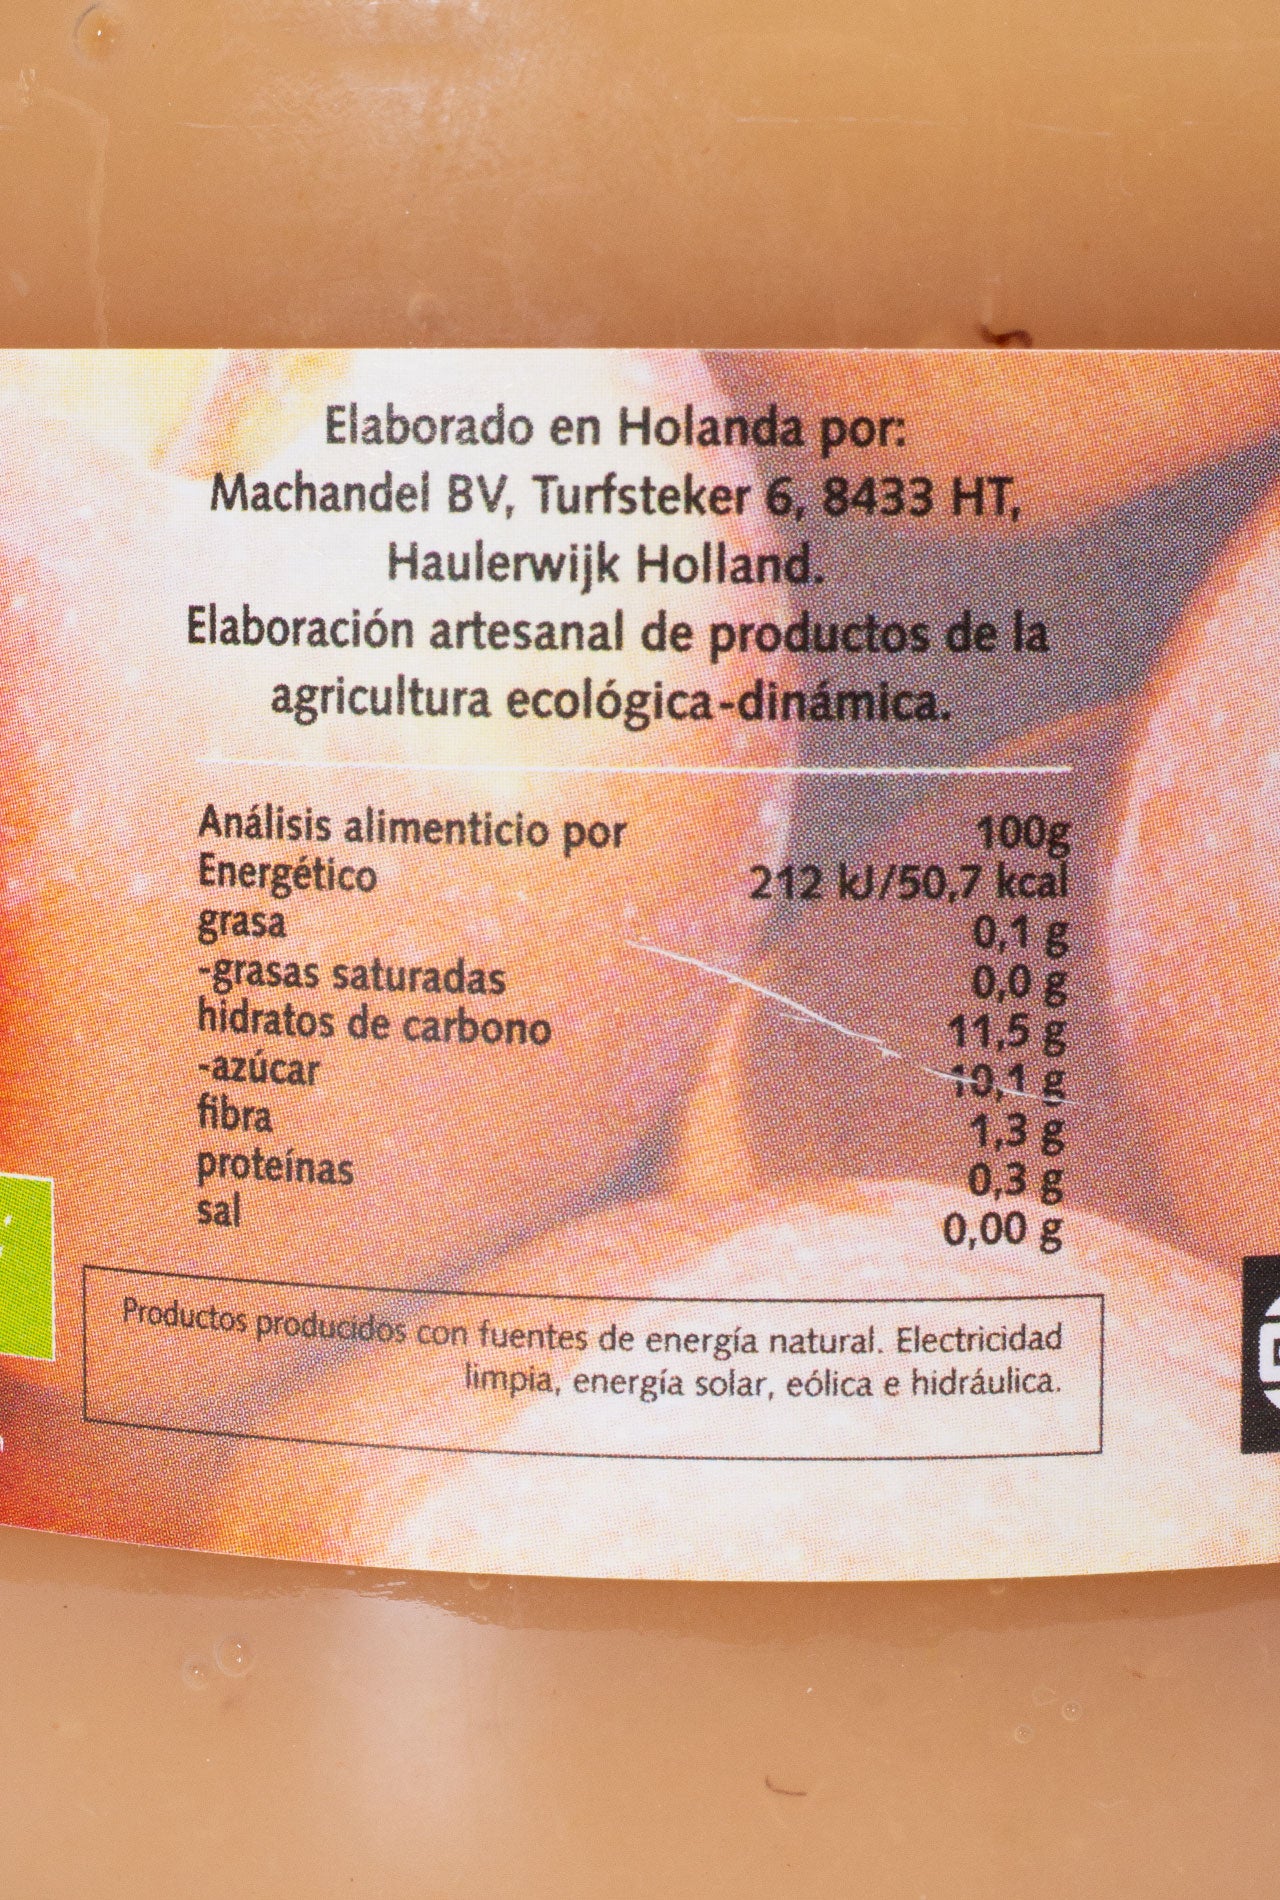 Elaborado en Holanda por:
Machandel BV, Turfsteker 6, 8433 HT,
Haulerwijk Holland.
Elaboración artesanal de productos de la
agricultura ecológica-dinámica.
Análisis alimenticio por 100g
Energético 212 kJ/50,7 kcal
grasa 0,1 g
-grasas saturadas 0,0 g
hidratos de carbono 11,5 g
-azúcar 10,1 g
fibra 1,3 g
proteínas 0,3 g
sal 0,00 g
Productos producidos con fuentes de energía natural. Electricidad
limpia, energía solar, eólica e hidráulica.